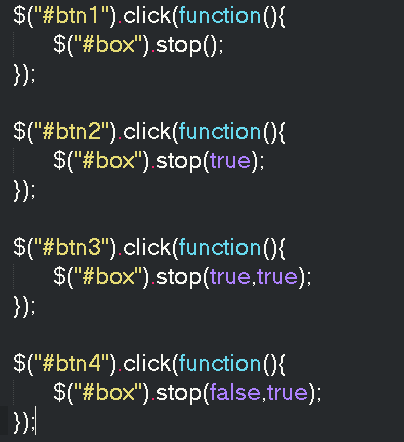 $("#btn1").click(function(){
$("#box").stop();
});
$("#btn2").click(function(){
$("#box").stop(true);
});
$("#btn3").click(function(){
$("#box").stop(true,true);
});
$("#btn4").click(function(){
$("#box").stop(false,true);
});